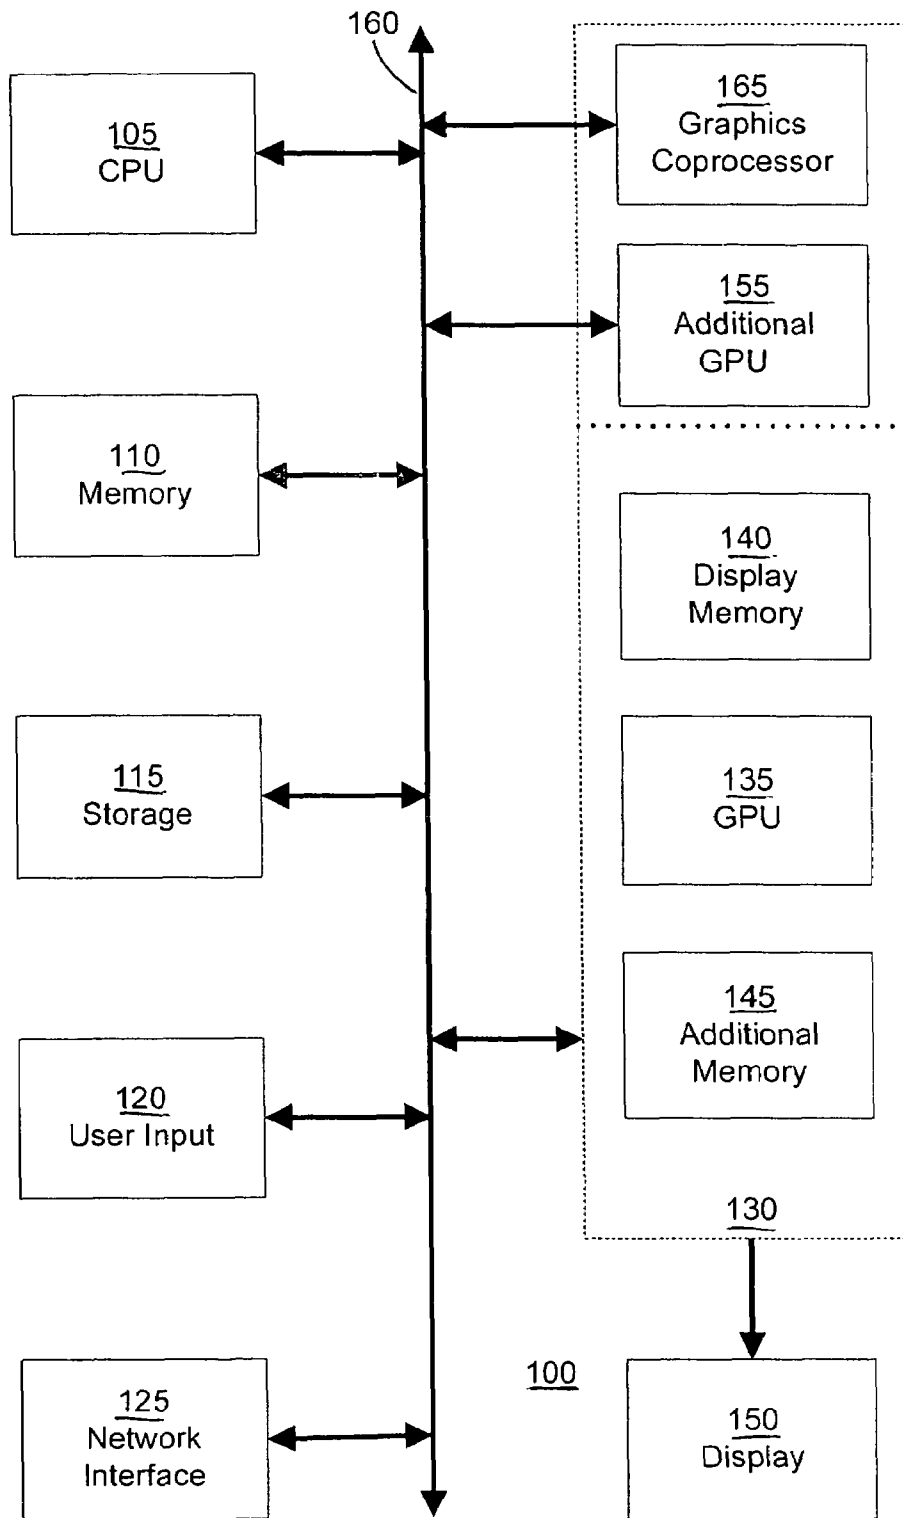 160
105
CPU
165
Graphics
Coprocessor
155
Additional
GPU
110
Memory
140
Display
Memory
115
Storage
135
GPU
145
Additional
Memory
120
User Input
130
125
Network
Interface
100
150
Display